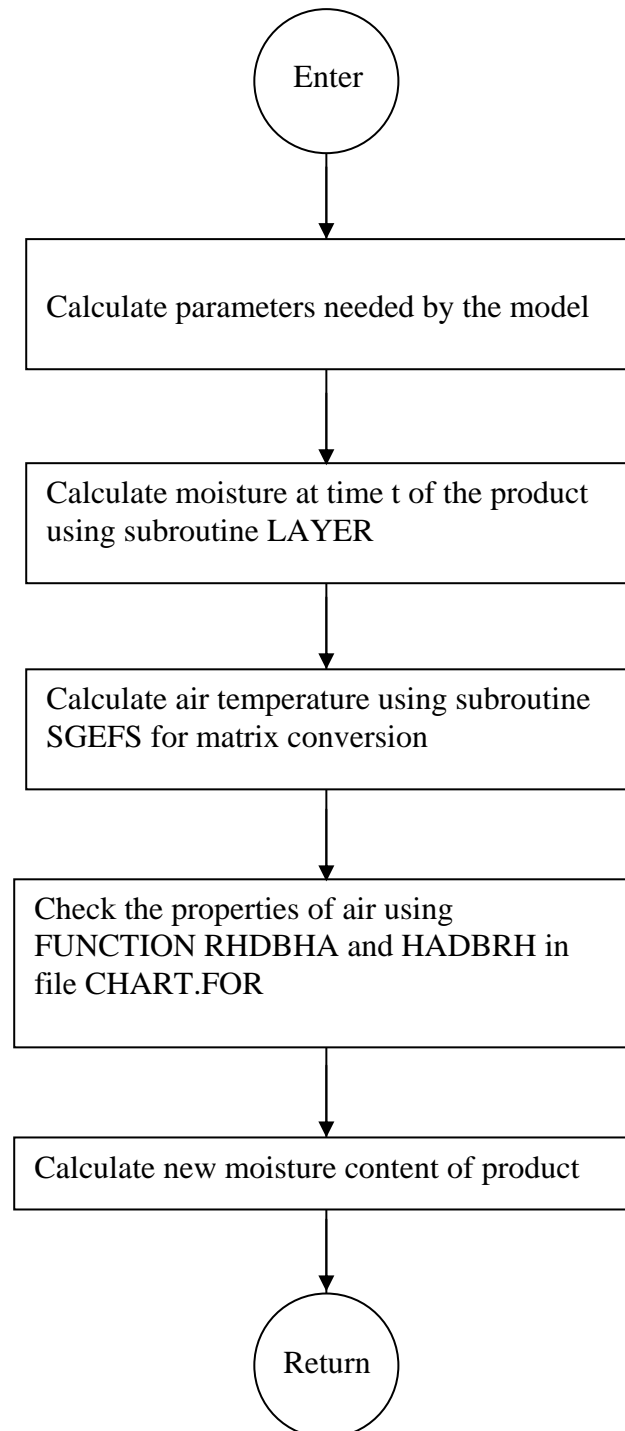 Enter
Calculate parameters needed by the model
Calculate moisture at time t of the product
using subroutine LAYER
Calculate air temperature using subroutine
SGEFS for matrix conversion
Check the properties of air using
FUNCTION RHDBHA and HADBRH in
file CHART.FOR
Calculate new moisture content of product
Return